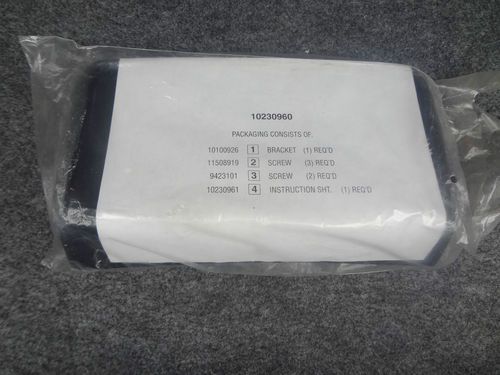 10230960
PACKAGING CONSISTS OF.
10100926 1 BRACKET (1) REQ'D
11508919 2 SCREW (3) REQ'D
9423101 3 SCREW (2) REQ'D
10230961 4 INSTRUCTION SHT. (1) REQ'D